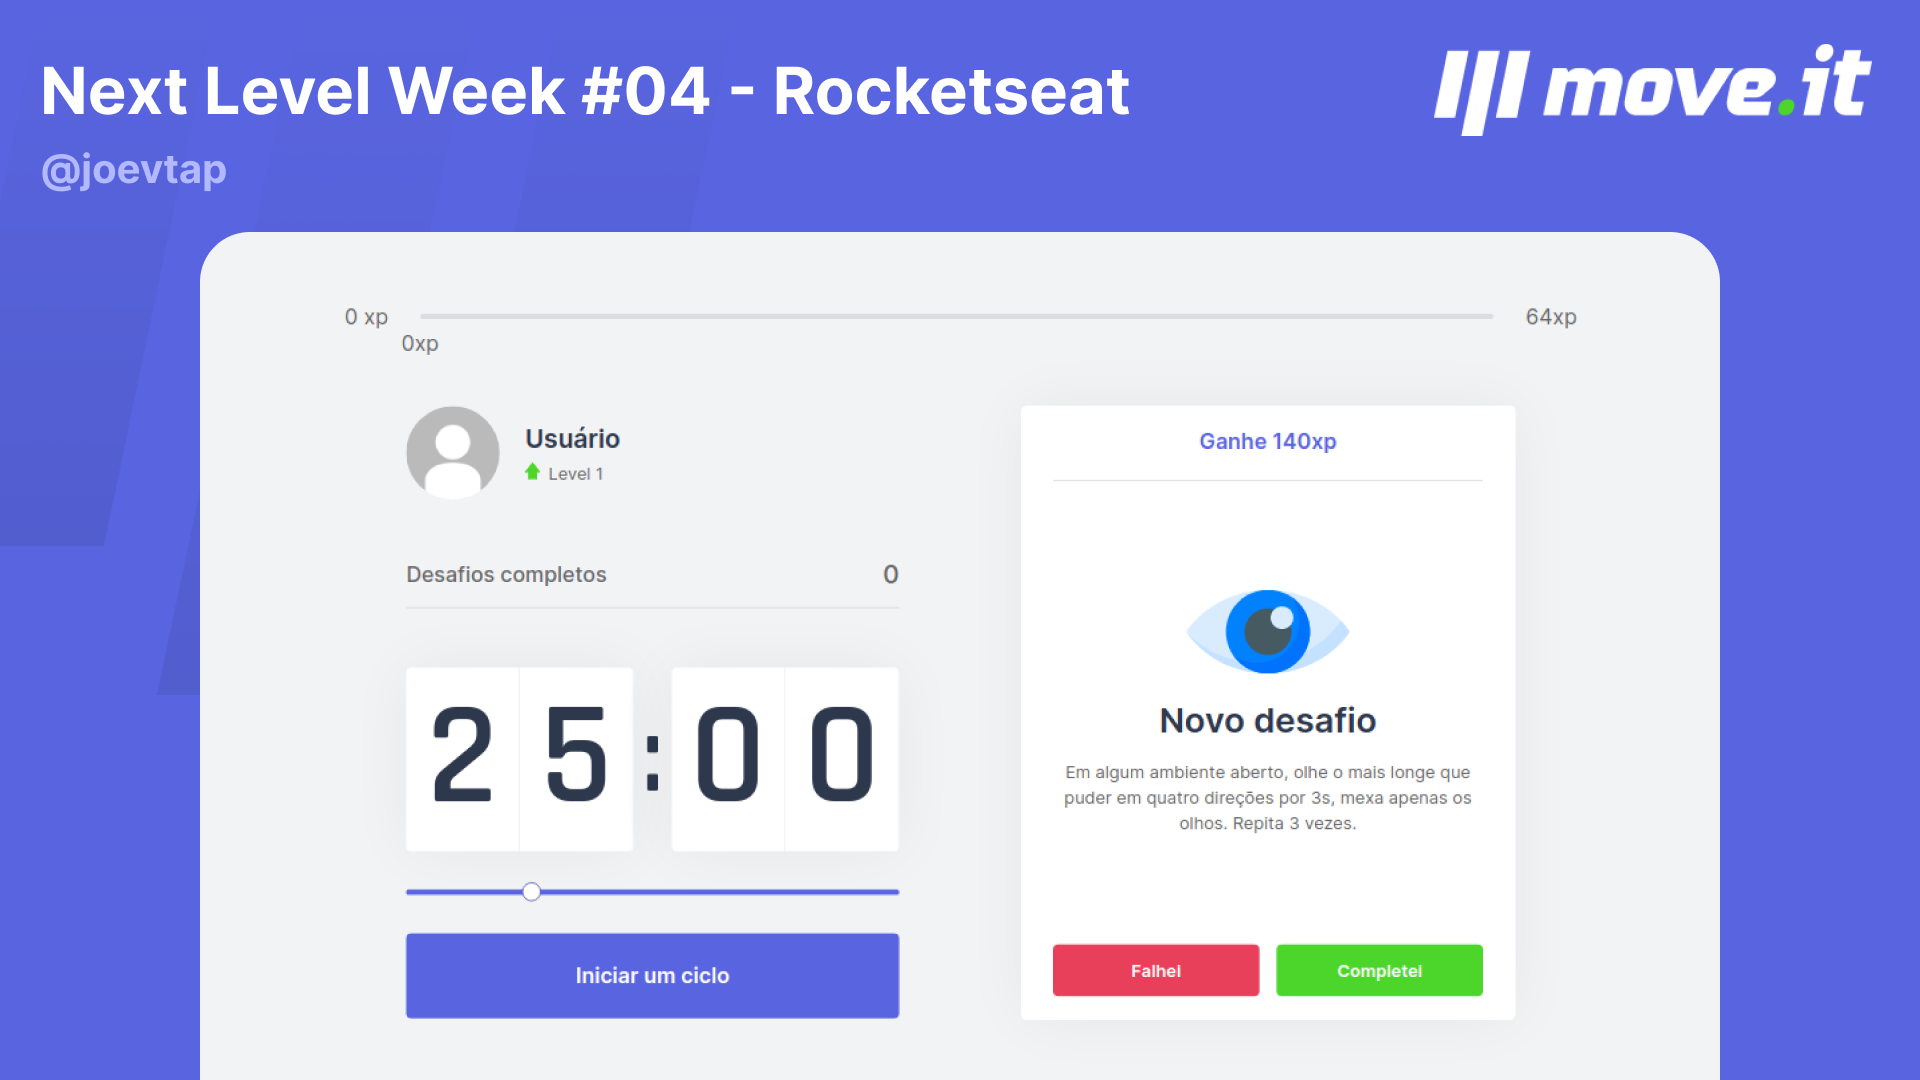 Next Level Week #04 - Rocketseat
move.it
@joevtap
0 xp
64xp
0xp
Usuário
Level 1
Desafios completos
0
25:00
Iniciar um ciclo
Ganhe 140xp
Novo desafio
Em algum ambiente aberto, olhe o mais longe que
puder em quatro direções por 3s, mexa apenas os
olhos. Repita 3 vezes.
Falhei
Completei